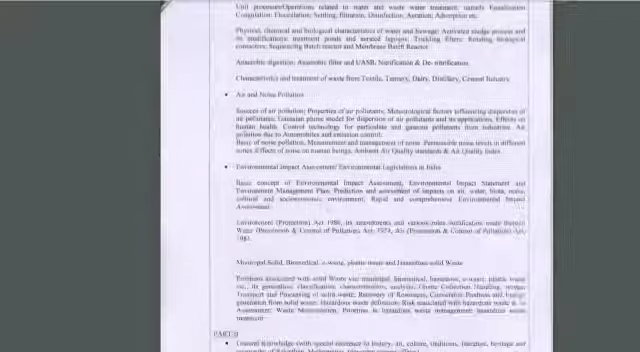 Unit processes/Operations related to water and waste water treatment, namely Equalization
Coagulation; Flocculation; Settling; filtration, Disinfection; Aeration; Adsorption etc.
Physical, chemical and biological characteristics of water and Sewage; Activated sludge process and
its modifications; treatment ponds and aerated lagoons; Trickling filters; Rotating biological
contactors; Sequencing Batch reactor and Membrane Batch Reactor
Anaerobic digestion; Anaerobic filter and UASB; Nitrification & De-nitrification.
Characteristics and treatment of waste from Textile, Tannery, Dairy, Distillery, Cement Industry
• Air and Noise Pollution
Sources of air pollution; Properties of air pollutants; Meteorological factors influencing dispersion of
air pollutants; Gaussian plume model for dispersion of air pollutants and its applications, Effects on
human health. Control technology for particulate and gaseous pollutants from industries. Air
pollution due to Automobiles and emission control;
Basic of noise pollution, Measurement and management of noise. Permissible noise levels in different
zones. Effects of noise on human beings, Ambient Air Quality standards & Air Quality Index
• Environmental Impact Assessment/ Environmental Legislations in India
Basic concept of Environmental Impact Assessment, Environmental Impact Statement and
Environment Management Plan; Prediction and assessment of impacts on air, water, biota, noise,
cultural and socioeconomic environment; Rapid and comprehensive Environmental Impact
Assessment
Environment (Protection) Act 1986, its amendments and various rules /notification made
Water (Prevention & Control of Pollution) Act, 1974, Air (Prevention & Control of Pollution) Act,
1981.
Municipal Solid, Biomedical, e-waste, plastic waste and Hazardous solid Waste
Problems associated with solid Waste viz municipal, biomedical, hazardous, e-waste, plastic waste
etc., its generation; classification; characterization, analysis; Waste Collection Handling,
Transport and Processing of solid waste; Recovery of Resources, Conversion Products and Energy
generation from solid waste; Hazardous waste definition; Risk associated with hazardous waste & its
Assessment; Waste Minimization, Priorities in hazardous waste management; hazardous waste
treatment
PART II
• General Knowledge (with special reference to history, art, culture, traditions, literature, heritage and